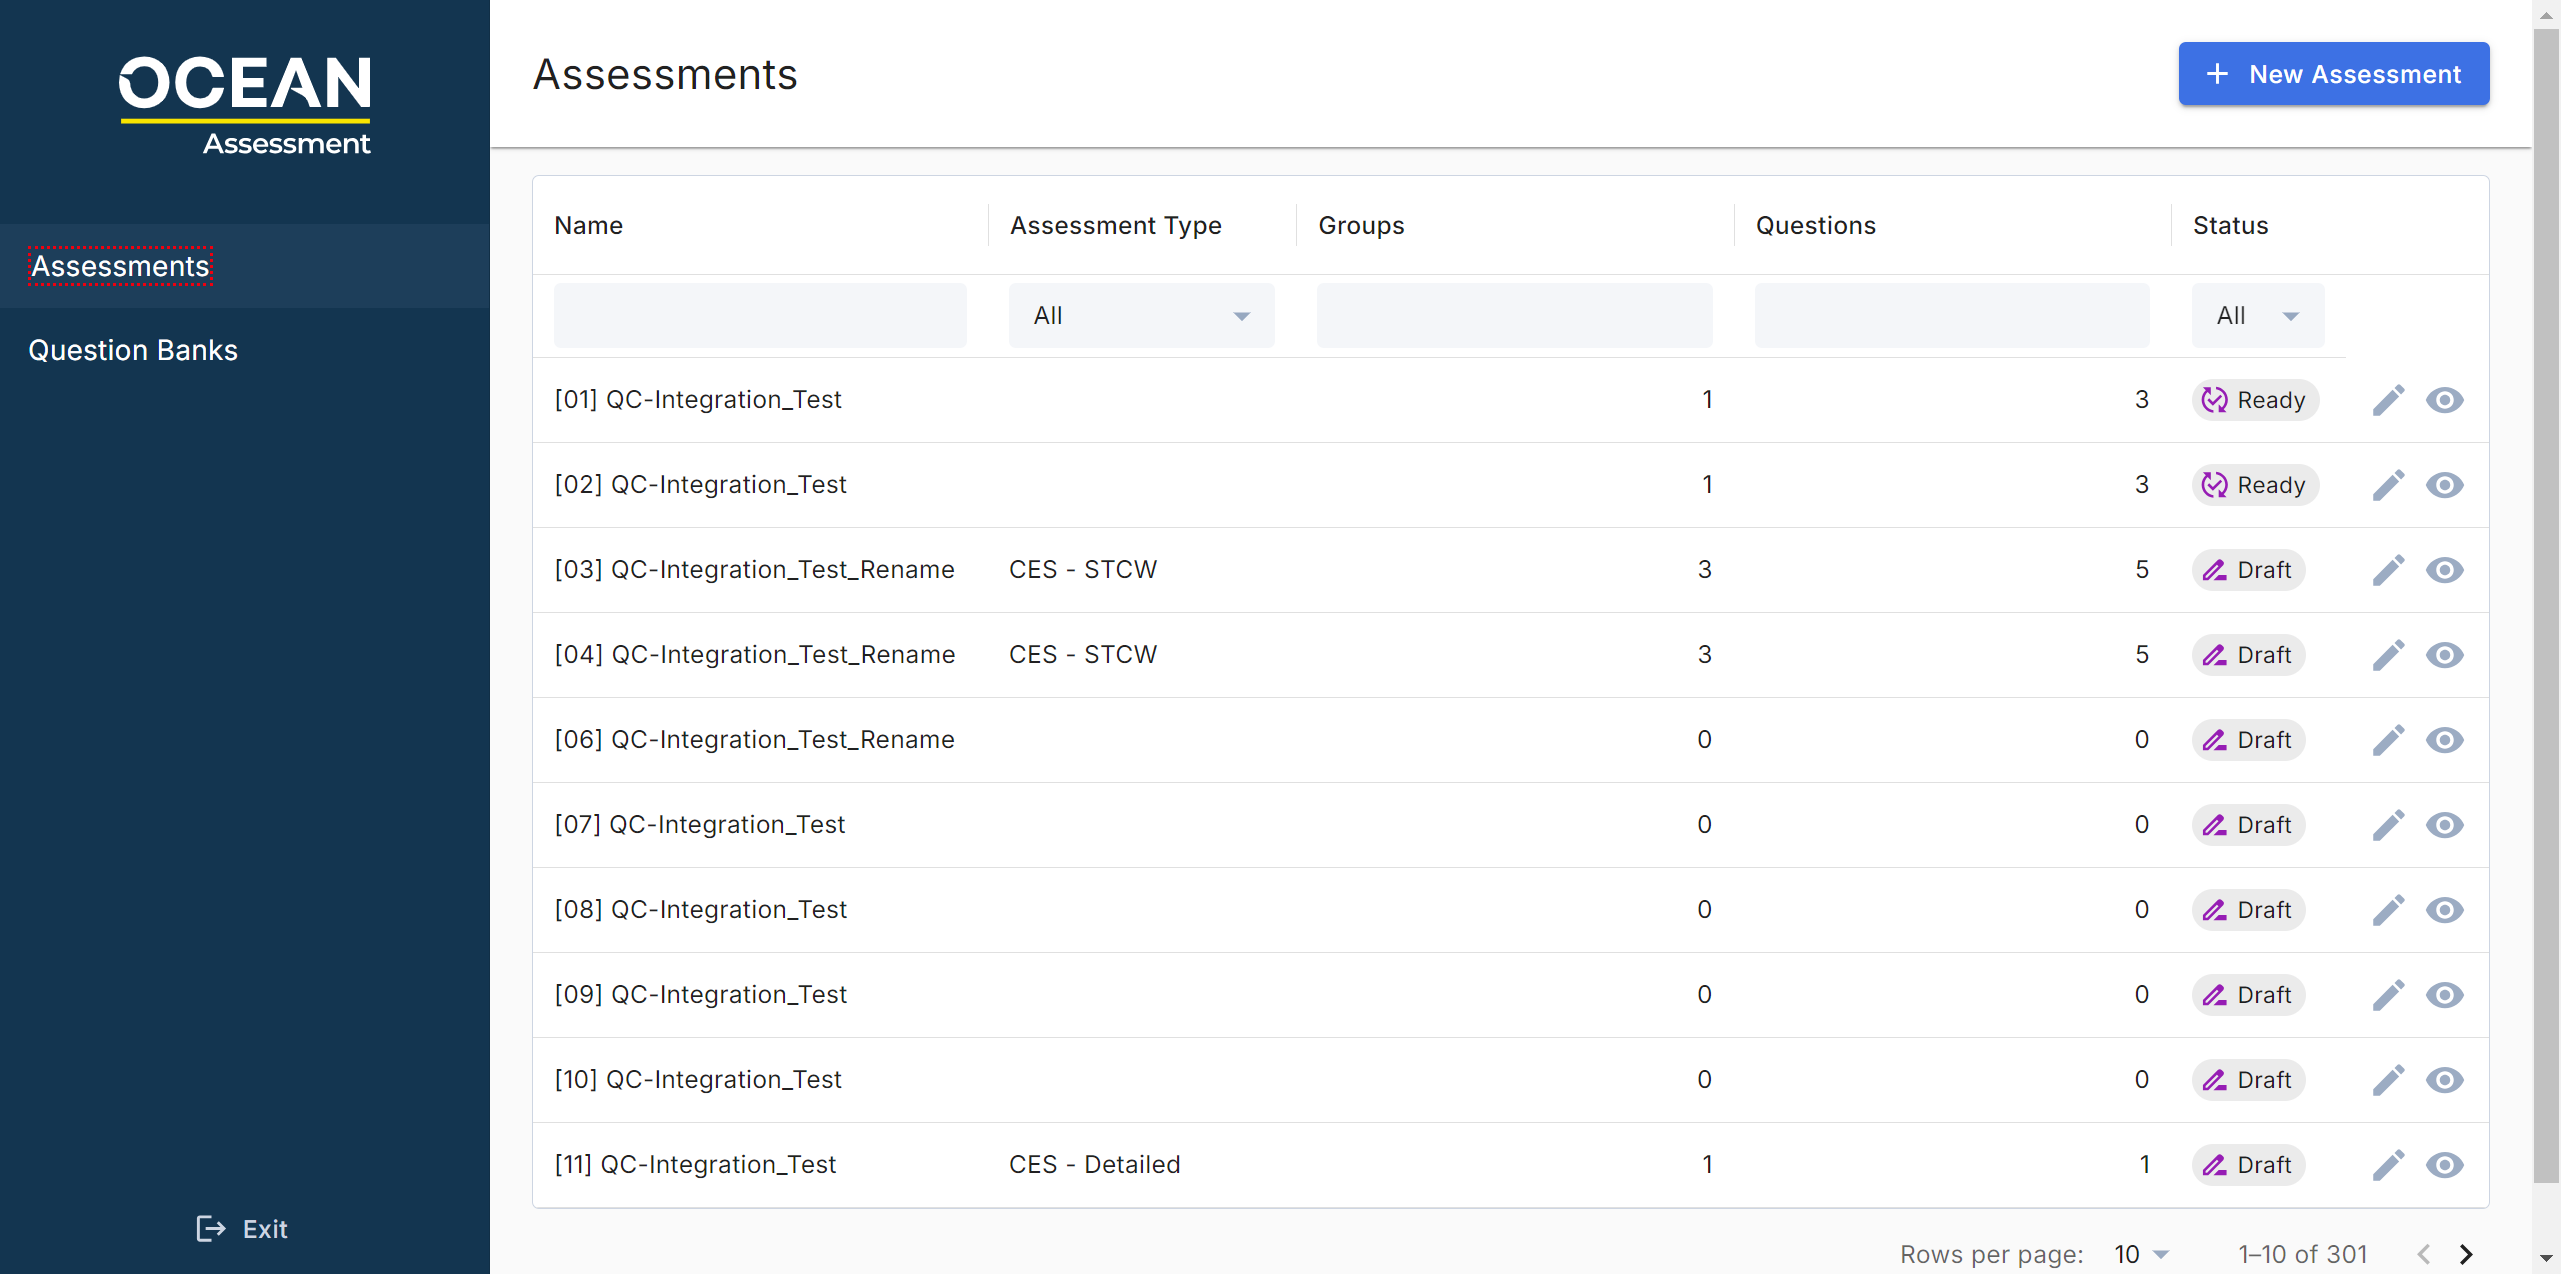 OCEAN
Assessment
Assessments
Question Banks
Exit
Assessments
New Assessment
Name Assessment Type Groups Questions Status
All All
[01] QC-Integration_Test 1 3 Ready
[02] QC-Integration_Test 1 3 Ready
[03] QC-Integration_Test_Rename CES - STCW 3 5 Draft
[04] QC-Integration_Test_Rename CES - STCW 3 5 Draft
[06] QC-Integration_Test_Rename 0 0 Draft
[07] QC-Integration_Test 0 0 Draft
[08] QC-Integration_Test 0 0 Draft
[09] QC-Integration_Test 0 0 Draft
[10] QC-Integration_Test 0 0 Draft
[11] QC-Integration_Test CES - Detailed 1 1 Draft
Rows per page: 10 1–10 of 301